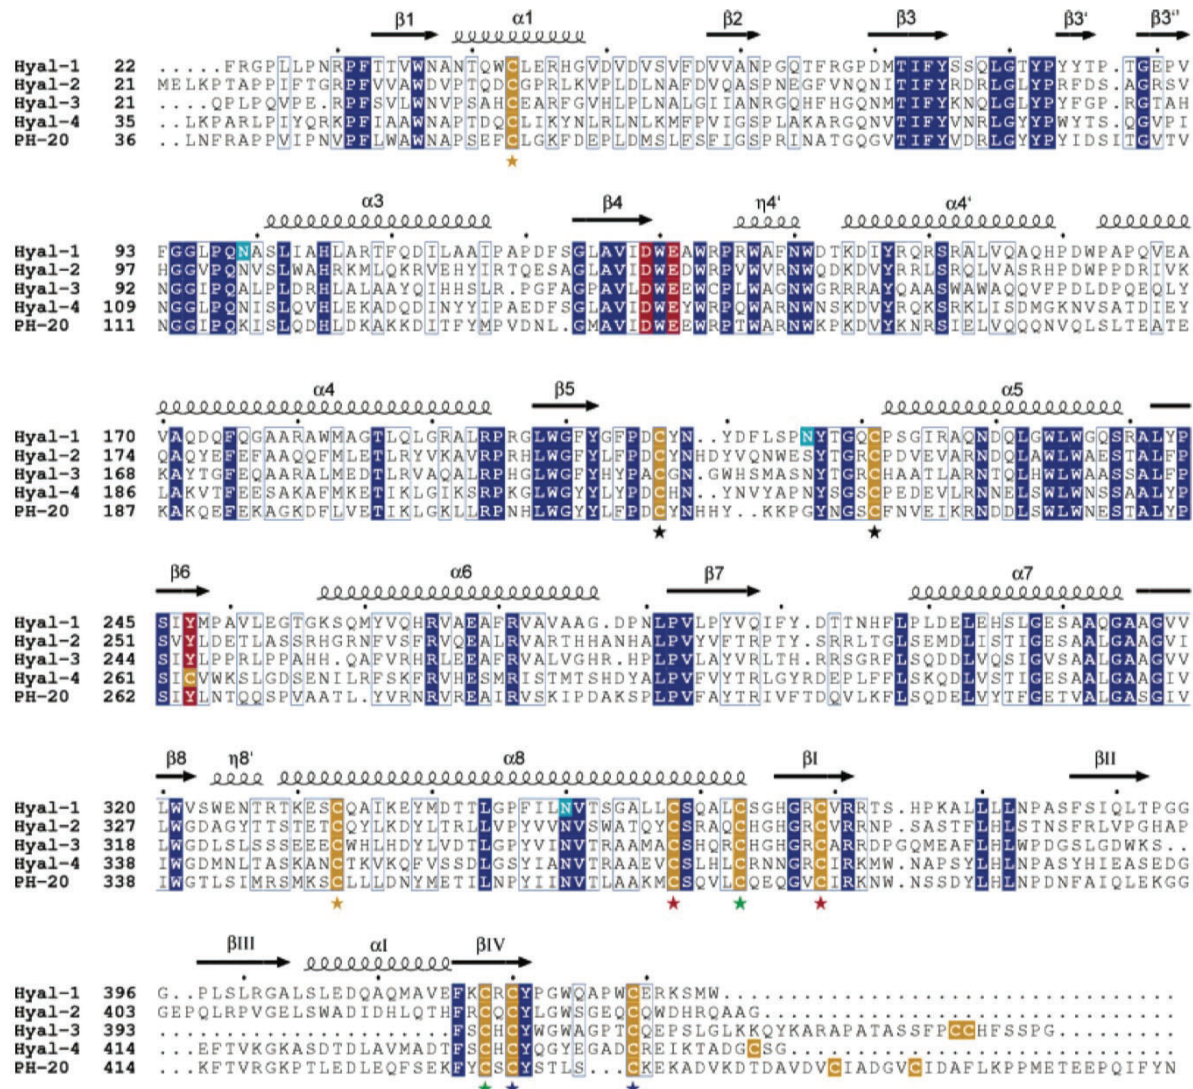 β1 α1 β2 β3 β3' β3''
Hyal-1 22 .....FRGPLLPNRPFTTVWNANTQWCLERHGVDVDVSVFDVVANPGQTFRGPDMTIFYSSQLGTYPYYTP.TGEPV
Hyal-2 21 MELKPTAPPIFTGRPFVVAWDVPTQDCGPRLKVPLDLNAFDVQASPNEGFVNQNITIFYRDRLGLYPRFDS.AGRSV
Hyal-3 21 ....QPLPQVPE.RPFSVLWNVPSAHCEARFGVHLPLNALGIIANRGQHFHGQNMTIFYKNQLGLYPYFGP.RGTAH
Hyal-4 35 ..LKPARLPIYQRKPFIAAWNAPTDQCLIKYNLRLNLKMFPVIGSPLAKARGQNVTIFYVNRLGYYPWYTS.QGVPI
PH-20 36 ..LNFRAPPVIPNVPFLWAWNAPSEFCLGKFDEPLDMSLFSFIGSPRINATGQGVTIFYVDRLGYYPYIDSITGVTV
α3 β4 η4' α4'
Hyal-1 93 FGGLPQNASLIAHLARTFQDILAAIPAPDFSGLAVIDWEAWRPRWAFNWDTKDIYRQRSRALVQAQHPDWPAPQVEA
Hyal-2 97 HGGVPQNVSLWAHRKMLQKRVEHYIRTQESAGLAVIDWEDWRPVWVRNWQDKDVYRRLSRQLVASRHPDWPPDRIVK
Hyal-3 92 NGGIPQALPLDRHLALAAYQIHHSLR.PGFAGPAVLDWEEWCPLWAGNWGRRRAYQAASWAWAQQVFPDLDPQEQLY
Hyal-4 109 NGGLPQNISLQVHLEKADQDINYYIPAEDFSGLAVIDWEYWRPQWARNWNSKDVYRQKSRKLISDMGKNVSATDIEY
PH-20 111 NGGIPQKISLQDHLDKAKKDITFYMPVDNL.GMAVIDWEEWRPTWARNWKPKDVYKNRSIELVQQQNVQLSLTEATE
α4 β5 α5
Hyal-1 170 VAQDQFQGAARAWMAGTLQLGRALRPRGLWGFYGFPDCYN..YDFLSPNYTGQCPSGIRAQNDQLGWLWGQSRALYP
Hyal-2 174 QAQYEFEFAAQQFMLETLRLVKAVRPRHLWGFYLFPDCYNHDYVQNWESYTGRCPDVEVARNDQLAWLWAESTALFP
Hyal-3 168 KAYTGFEQAARALMEDTLRVAQALRPHGLWGFYHYPACGN.GWHSMASNYTGRCHAATLARNTQLHWLWAASSALFP
Hyal-4 186 LAKVTFEESAKAFMKETIKLGIKSRPKGLWGYYLYPDCHN.YNVYAPNYSGSCPEDEVLRNNELSWLWNSSAALYP
PH-20 187 KAKQEFEKAGKDFLVETIKLGKLLRPNHLWGYYLFPDCYNHHY.KKPGYNGSCFNVEIKRNDDLSWLWNESTALYP
β6 α6 β7 α7
Hyal-1 245 SIYMPAVLEGTGKSQMYVQHRVAEAFRVAVAAG.DPNLPVLPYVQIFY.DTTNHFLPLDELEHSLGESAAQGAAGVV
Hyal-2 251 SVYLDETLASSRHGRNFVSFRVQEALRVARTHHANHALPVYVFTRPTY.SRRLTGLSEMDLISTIGESAALGAAGVI
Hyal-3 244 SIYLPPRLPPAHH.QAFVRHRLEEAFRVALVGHR.HPLPVLAYVRLTH.RRSGRFLSQDDLVQSIGVSAALGAAGVV
Hyal-4 261 SICVWKSLGDSENILRFSKFRVHESMRISTMTSHDYALPVFVYTRLGYRDEPLFFLSKQDLVSTIGESAALGAAGIV
PH-20 262 SIYLNTQQSPVAATL.YVRNRVREAIRVSKIPDAKSPLPVFAYTRIVFTDQVLKFLSQDELVYTFGETVALGASGIV
β8 η8' α8 βI βII
Hyal-1 320 LWVSWENTRTKESCQAIKEYMDTTLGPFILNVTSGALLCSQALCSGHGRCVRRTS.HPKALLLLNPASFSIQLTPGG
Hyal-2 327 LWGDAGYTTSTETCQYLKDYLTRLLVPYVVNVSWATQYCSRAQCHGHGRCVRRNP.SASTFLHLSTNSFRLVPGHAP
Hyal-3 318 LWGDLSLSSSEEECWHLHDYLVDTLGPYVINVTRAAMACSHQRCHGHGRCARRDPGQMEAFLHLWPDGSLGDWKS..
Hyal-4 338 IWGDMNLTASKANCTKVKQFVSSDLGSYIANVTRAAEVCSLHLCRNNGRCIRKMW.NAPSYLHLNPASYHIEASEDG
PH-20 338 IWGTLSIMRSMKSCLLLDNYMETILNPYIINVTLAAKMCSQVLCQEQGVCIRKNW.NSSDYLHLNPDNFAIQLEKGG
βIII αI βIV
Hyal-1 396 G..PLSLRGALSLEDQAQMAVEFKCRCYPGWQAPWCERKSMW..................................
Hyal-2 403 GEPQLRPVGELSWADIDHLQTHFRCQCYLGWSGEQCQWDHRQAAG...............................
Hyal-3 393 ......................FSCHCYWGWAGPTCQEPSLGLKKQYKARAPATASSFPCCHFSSPG.........
Hyal-4 414 ...EFTVKGKASDTDLAVMADTFSCHCYQGYEGADCREIKTADGCSG.............................
PH-20 414 ...KFTVRGKPTLEDLEQFSEKFYCSCYSTLS...CKEKADVKDTDAVDVCIADGVCIDAFLKPPMETEEPQIFYN